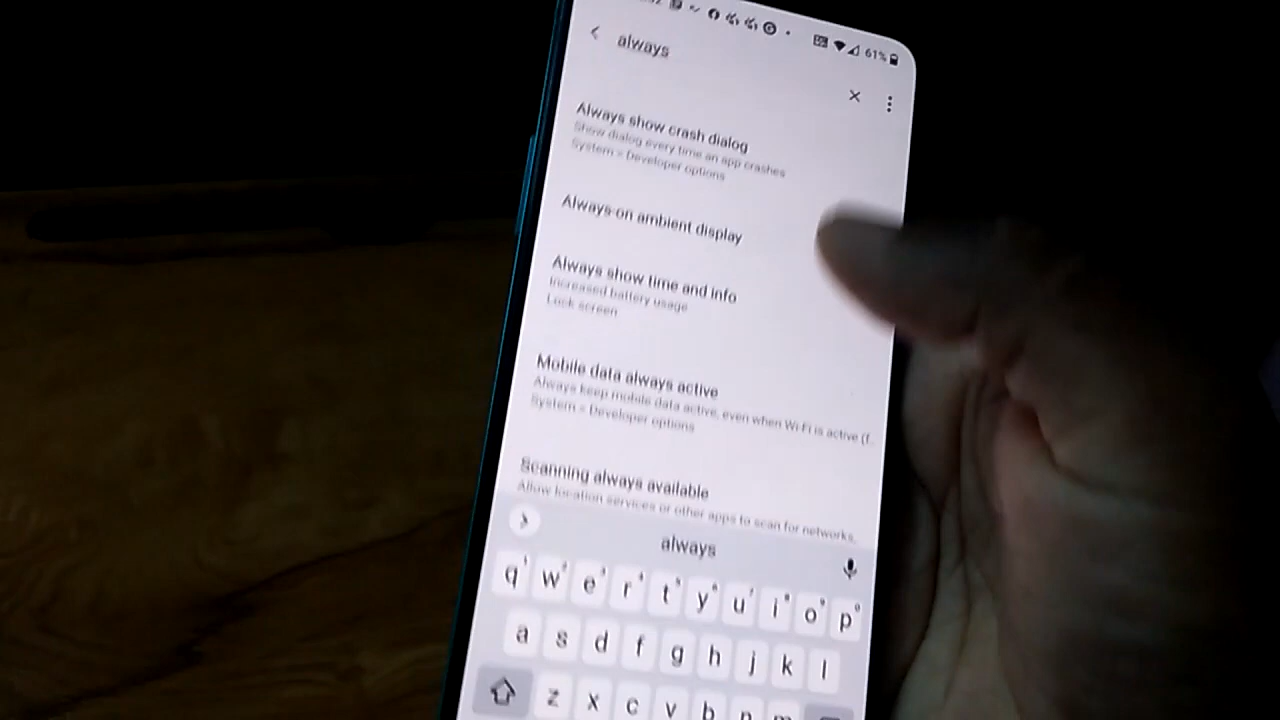 61%
always
Always show crash dialog
Show dialog every time an app crashes
System > Developer options
Always-on ambient display
Always show time and info
Increased battery usage
Lock screen
Mobile data always active
Always keep mobile data active, even when Wi-Fi is active (f..
System > Developer options
Scanning always available
Allow location services or other apps to scan for networks,
always
q w e r t y u i o p
a s d f g h j k l
z x c v b n m